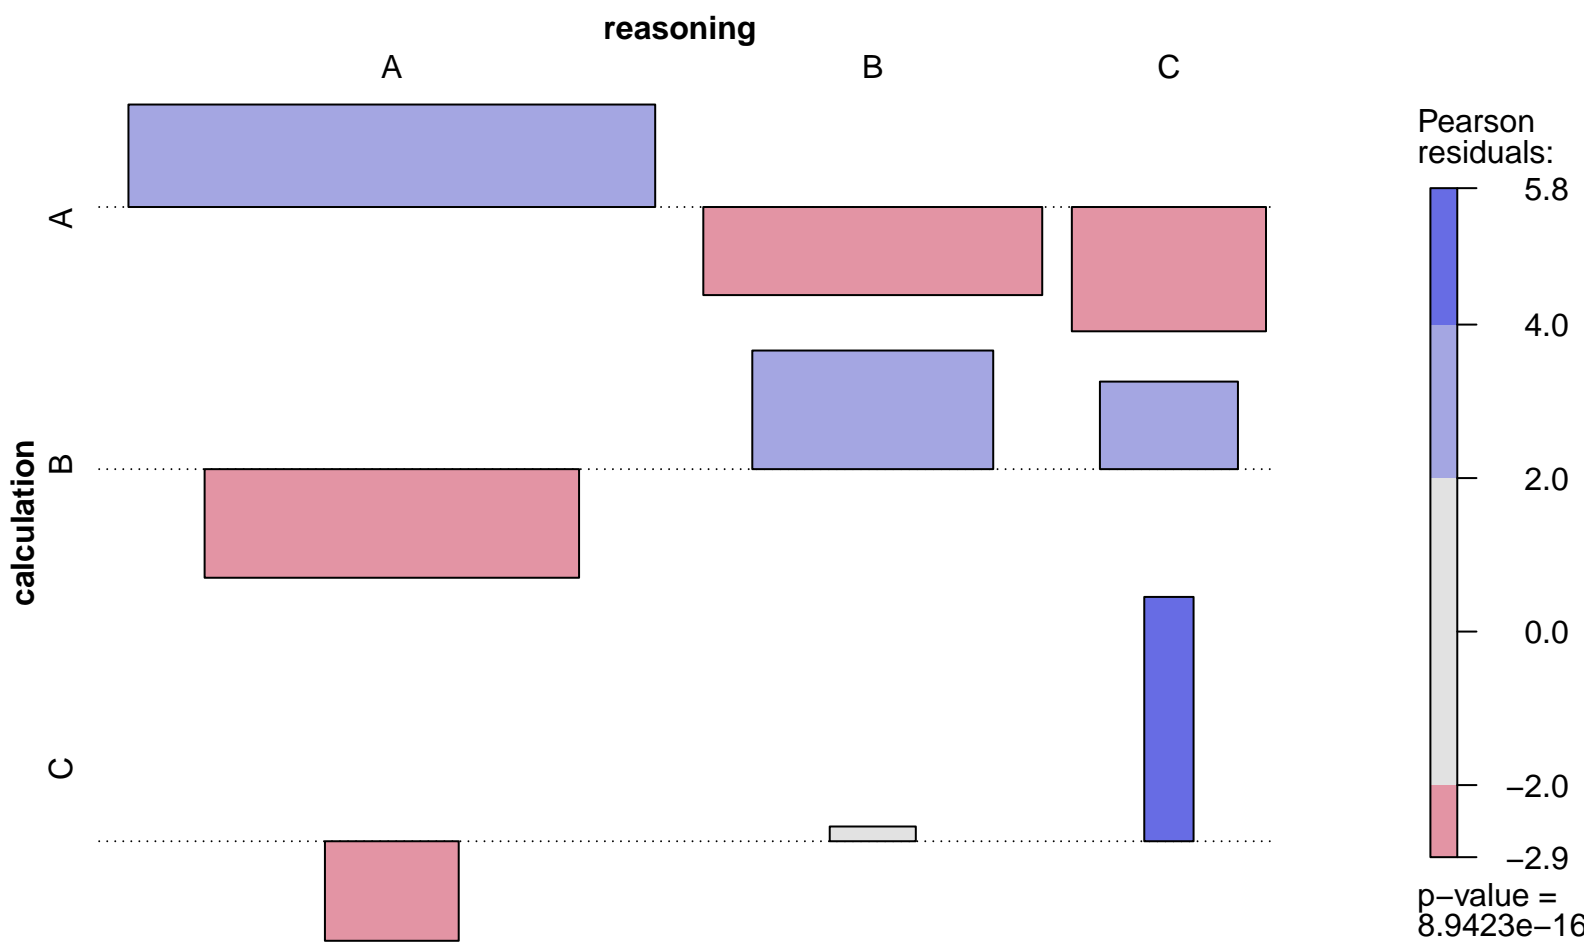 reasoning
A B C
Pearson
residuals:
5.8
4.0
2.0
0.0
−2.0
−2.9
p−value =
8.9423e−16
calculation
A
B
C